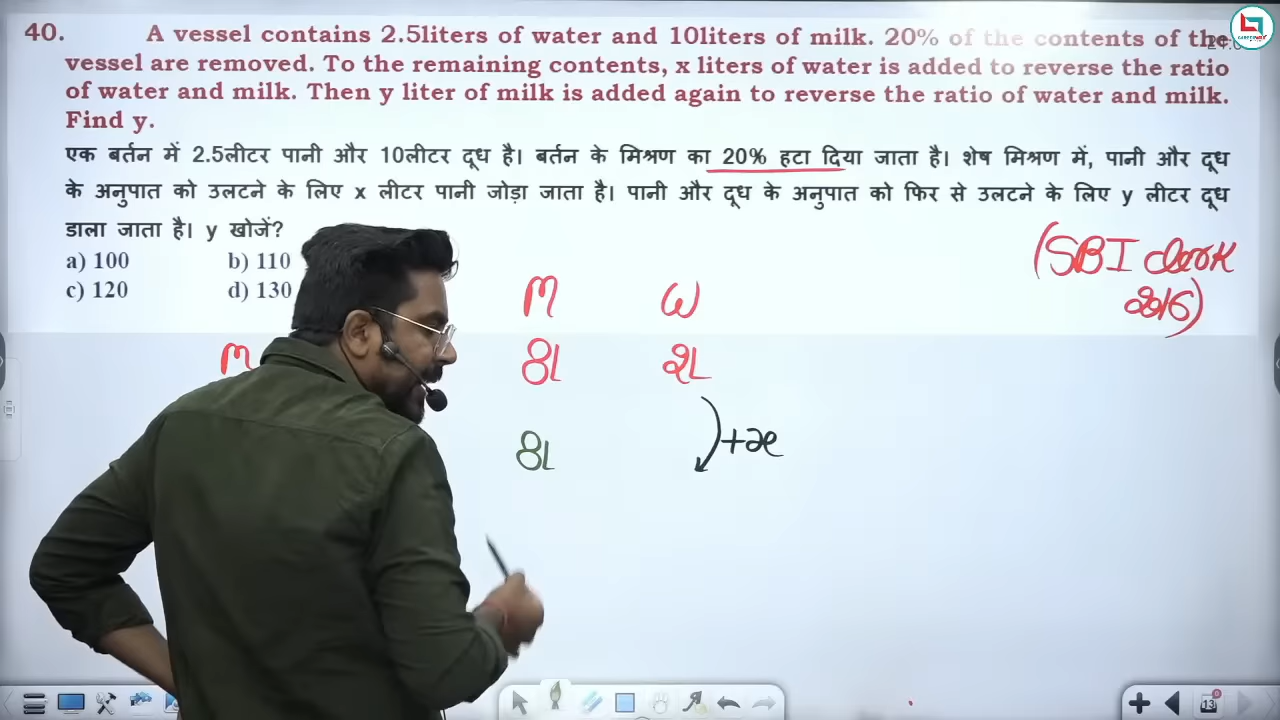 40. A vessel contains 2.5liters of water and 10liters of milk. 20% of the contents of the
vessel are removed. To the remaining contents, x liters of water is added to reverse the ratio
of water and milk. Then y liter of milk is added again to reverse the ratio of water and milk.
Find y.
एक बर्तन में 2.5लीटर पानी और 10लीटर दूध है। बर्तन के मिश्रण का 20% हटा दिया जाता है। शेष मिश्रण में, पानी और दूध
के अनुपात को उलटने के लिए x लीटर पानी जोड़ा जाता है। पानी और दूध के अनुपात को फिर से उलटने के लिए y लीटर दूध
डाला जाता है। y खोजें?
a) 100 b) 110
c) 120 d) 130
(SBI clerk
2016)
M W
M 8L 2L
8L +x
13